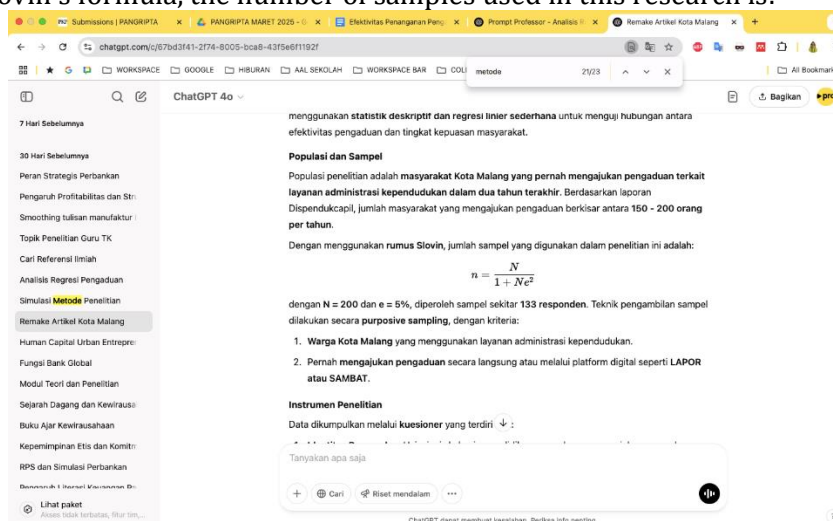 ovin's formula, the number of samples used in this research is:
Submissions | PANGRIPTA
PANGRIPTA MARET 2025 - G
Efektivitas Penanganan Peng
Prompt Professor - Analisis
Remake Artikel Kota Malang
chatgpt.com/c/67bd3f41-2f74-8005-bca8-43f5e6f1192f
WORKSPACE
GOOGLE
HIBURAN
AAL SEKOLAH
WORKSPACE BAR
metode
21/23
All Bookmark
ChatGPT 4o
Bagikan
7 Hari Sebelumnya
30 Hari Sebelumnya
Peran Strategis Perbankan
Pengaruh Profitabilitas dan Str
Smoothing tulisan manufaktur
Topik Penelitian Guru TK
Cari Referensi Ilmiah
Analisis Regresi Pengaduan
Simulasi Metode Penelitian
Remake Artikel Kota Malang
Human Capital Urban Entrepre
Fungsi Bank Global
Modul Teori dan Penelitian
Sejarah Dagang dan Kewirausa
Buku Ajar Kewirausahaan
Kepemimpinan Etis dan Komitm
RPS dan Simulasi Perbankan
Pengaruh Literasi Keuangan
Lihat paket
Akses tidak terbatas, fitur tim,...
menggunakan statistik deskriptif dan regresi linier sederhana untuk menguji hubungan antara
efektivitas pengaduan dan tingkat kepuasan masyarakat.
Populasi dan Sampel
Populasi penelitian adalah masyarakat Kota Malang yang pernah mengajukan pengaduan terkait
layanan administrasi kependudukan dalam dua tahun terakhir. Berdasarkan laporan
Dispendukcapil, jumlah masyarakat yang mengajukan pengaduan berkisar antara 150 - 200 orang
per tahun.
Dengan menggunakan rumus Slovin, jumlah sampel yang digunakan dalam penelitian ini adalah:
n = N / 1 + Ne²
dengan N = 200 dan e = 5%, diperoleh sampel sekitar 133 responden. Teknik pengambilan sampel
dilakukan secara purposive sampling, dengan kriteria:
1. Warga Kota Malang yang menggunakan layanan administrasi kependudukan.
2. Pernah mengajukan pengaduan secara langsung atau melalui platform digital seperti LAPOR
atau SAMBAT.
Instrumen Penelitian
Data dikumpulkan melalui kuesioner yang terdiri :
Tanyakan apa saja
Cari
Riset mendalam
ChatGPT dapat membuat kesalahan. Periksa info penting.